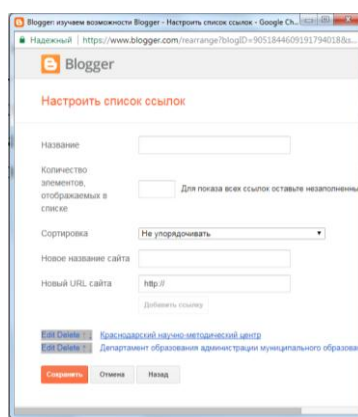 Blogger: изучаем возможности Blogger - Настроить список ссылок - Google Ch...
Надежный | https://www.blogger.com/rearrange?blogID=9051844609191794018&a...
Blogger
Настроить список ссылок
Название
Количество элементов, отображаемых в списке
Для показа всех ссылок оставьте незаполненны
Сортировка
Не упорядочивать
Новое название сайта
Новый URL сайта
http://
Добавить ссылку
Edit Delete ↑ ↓ Краснодарский научно-методический центр
Edit Delete ↑ ↓ Департамент образования администрации муниципального образова
Сохранить Отмена Назад